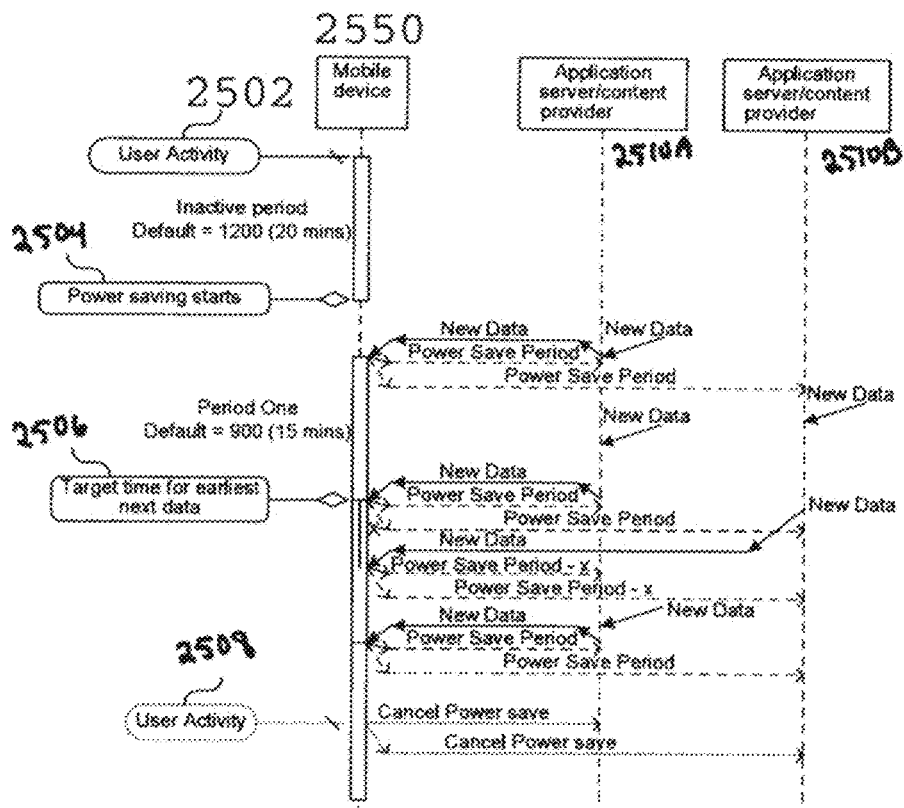 2550
Mobile device
Application server/content provider
Application server/content provider
2502
User Activity
2510A
2510B
Inactive period
Default = 1200 (20 mins)
2504
Power saving starts
New Data
New Data
Power Save Period
Power Save Period
New Data
Period One
Default = 900 (15 mins)
New Data
2506
Target time for earliest next data
New Data
Power Save Period
Power Save Period
New Data
New Data
Power Save Period - x
Power Save Period - x
New Data
New Data
Power Save Period
Power Save Period
2508
User Activity
Cancel Power save
Cancel Power save